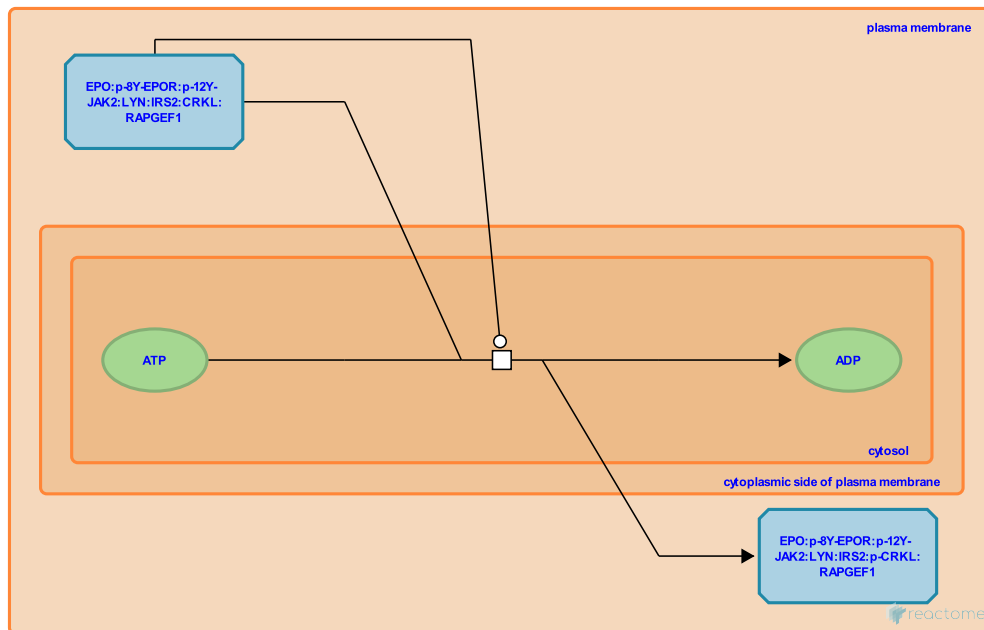 plasma membrane
EPO:p-8Y-EPOR:p-12Y-
JAK2:LYN:IRS2:CRKL:
RAPGEF1
ATP
ADP
cytosol
cytoplasmic side of plasma membrane
EPO:p-8Y-EPOR:p-12Y-
JAK2:LYN:IRS2:p-CRKL:
RAPGEF1
reactome